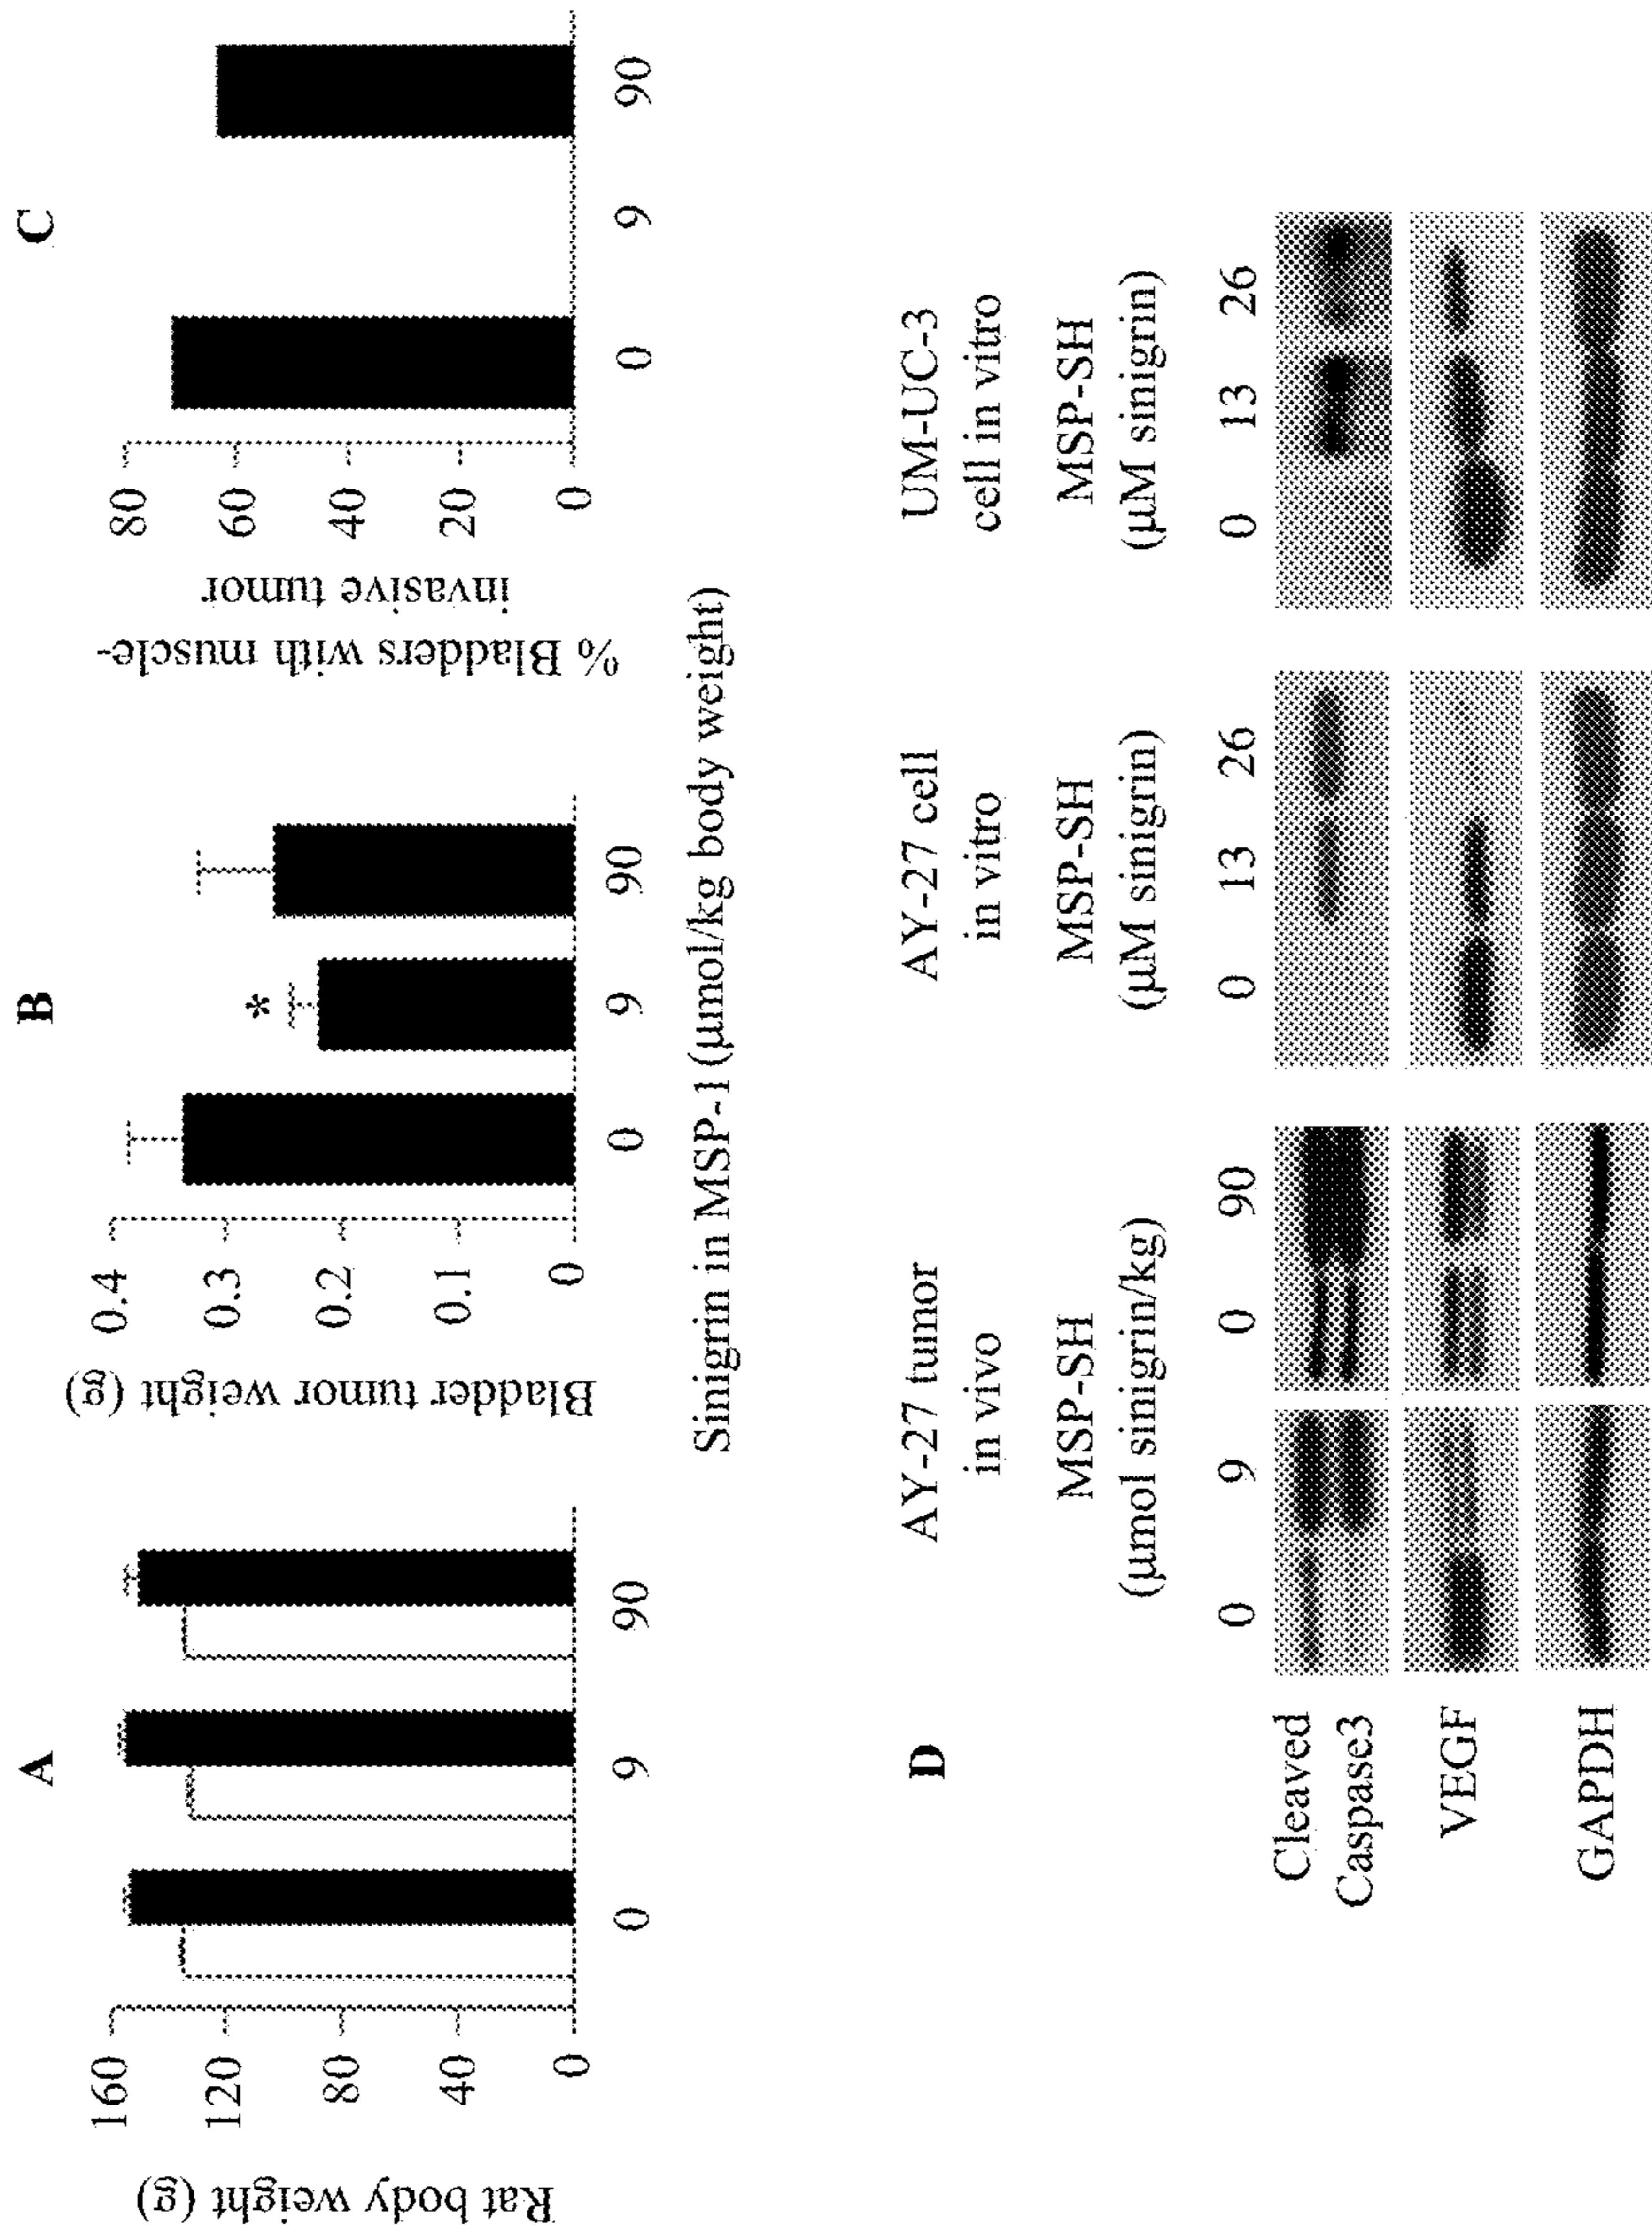 A
Rat body weight (g)
160
120
80
40
0
0 9 90
B
Bladder tumor weight (g)
0.4
0.3
0.2
0.1
0
*
0 9 90
C
% Bladders with muscle-
invasive tumor
80
60
40
20
0
0 9 90
Sinigrin in MSP-1 (µmol/kg body weight)
D
AY-27 tumor
in vivo
MSP-SH
(µmol sinigrin/kg)
0 9 0 90
AY-27 cell
in vitro
MSP-SH
(µM sinigrin)
0 13 26
UM-UC-3
cell in vitro
MSP-SH
(µM sinigrin)
0 13 26
Cleaved
Caspase3
VEGF
GAPDH